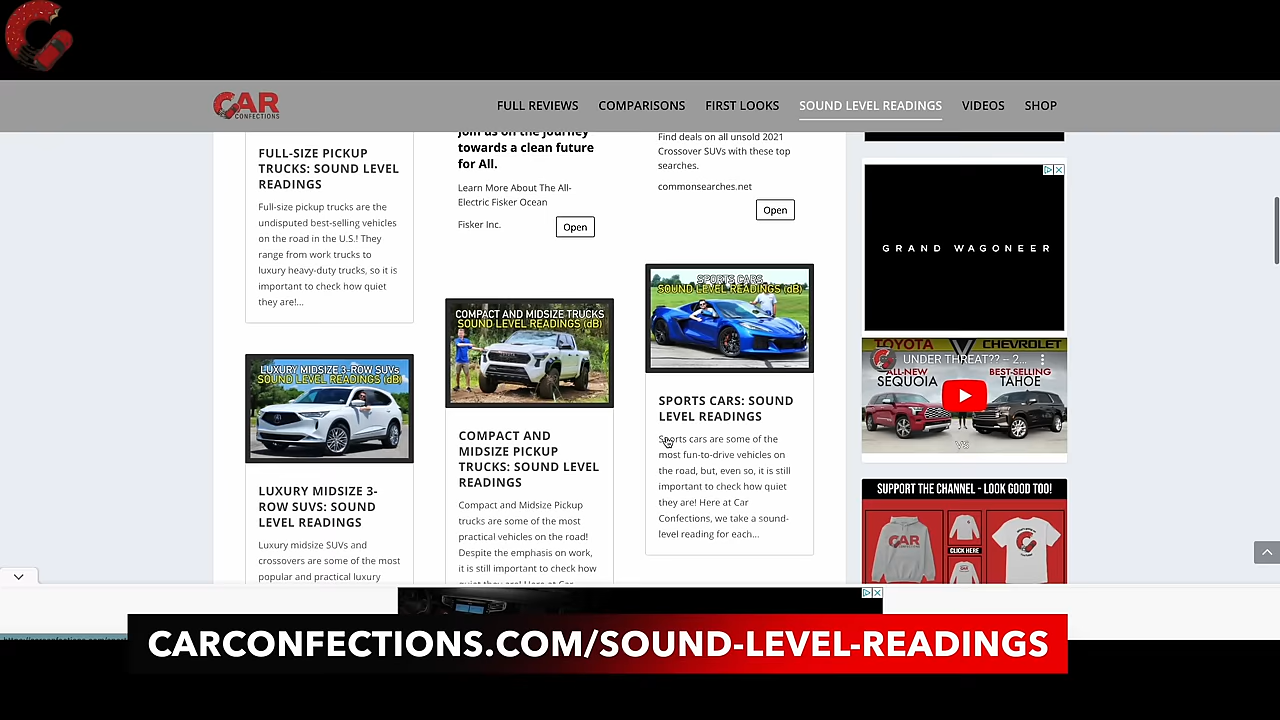 CAR
CONFECTIONS
FULL REVIEWS
COMPARISONS
FIRST LOOKS
SOUND LEVEL READINGS
VIDEOS
SHOP
FULL-SIZE PICKUP
TRUCKS: SOUND LEVEL
READINGS
Full-size pickup trucks are the
undisputed best-selling vehicles
on the road in the U.S.! They
range from work trucks to
luxury heavy-duty trucks, so it is
important to check how quiet
they are!...
LUXURY MIDSIZE 3-ROW SUVs
SOUND LEVEL READINGS (dB)
LUXURY MIDSIZE 3-
ROW SUVS: SOUND
LEVEL READINGS
Luxury midsize SUVs and
crossovers are some of the most
popular and practical luxury
Join us on the journey
towards a clean future
for All.
Learn More About The All-
Electric Fisker Ocean
Fisker Inc.
Open
COMPACT AND MIDSIZE TRUCKS
SOUND LEVEL READINGS (dB)
COMPACT AND
MIDSIZE PICKUP
TRUCKS: SOUND LEVEL
READINGS
Compact and Midsize Pickup
trucks are some of the most
practical vehicles on the road!
Despite the emphasis on work,
it is still important to check how
quiet they are! Here at Car
Find deals on all unsold 2021
Crossover SUVs with these top
searches.
commonsearches.net
Open
SPORTS CARS:
SOUND LEVEL READINGS (dB)
SPORTS CARS: SOUND
LEVEL READINGS
Sports cars are some of the
most fun-to-drive vehicles on
the road, but, even so, it is still
important to check how quiet
they are! Here at Car
Confections, we take a sound-
level reading for each...
GRAND WAGONEER
TOYOTA V CHEVROLET
UNDER THREAT?? – 2...
ALL-NEW
SEQUOIA
BEST-SELLING
TAHOE
VS
SUPPORT THE CHANNEL - LOOK GOOD TOO!
CAR
CLICK HERE
CARCONFECTIONS.COM/SOUND-LEVEL-READINGS